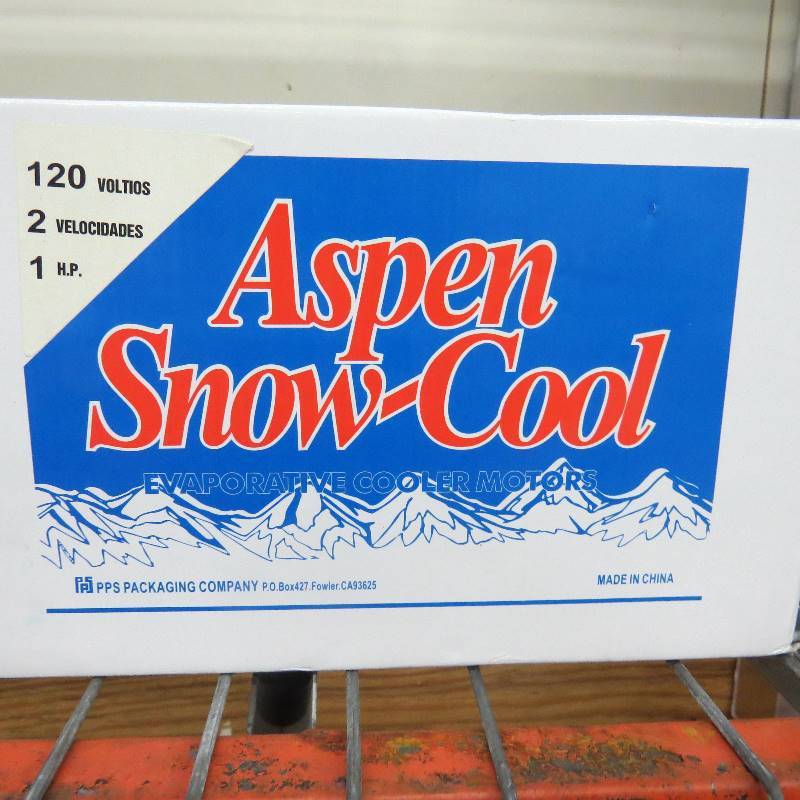 120 VOLTIOS
2 VELOCIDADES
1 H.P.
Aspen
Snow-Cool
EVAPORATIVE COOLER MOTORS
PPS PPS PACKAGING COMPANY P.O.Box427.Fowler.CA93625
MADE IN CHINA